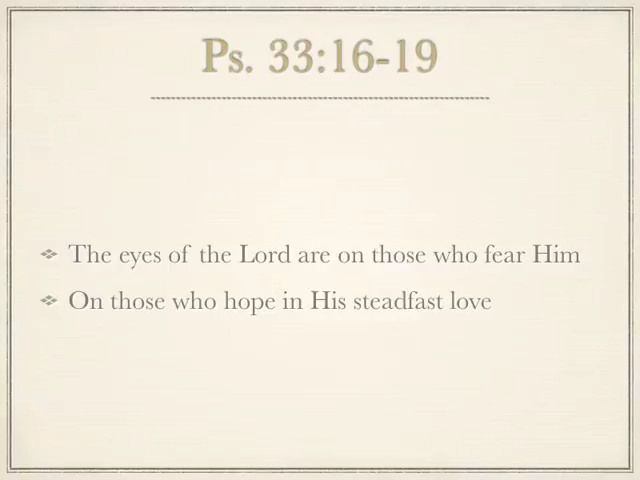 Ps. 33:16-19
The eyes of the Lord are on those who fear Him
On those who hope in His steadfast love